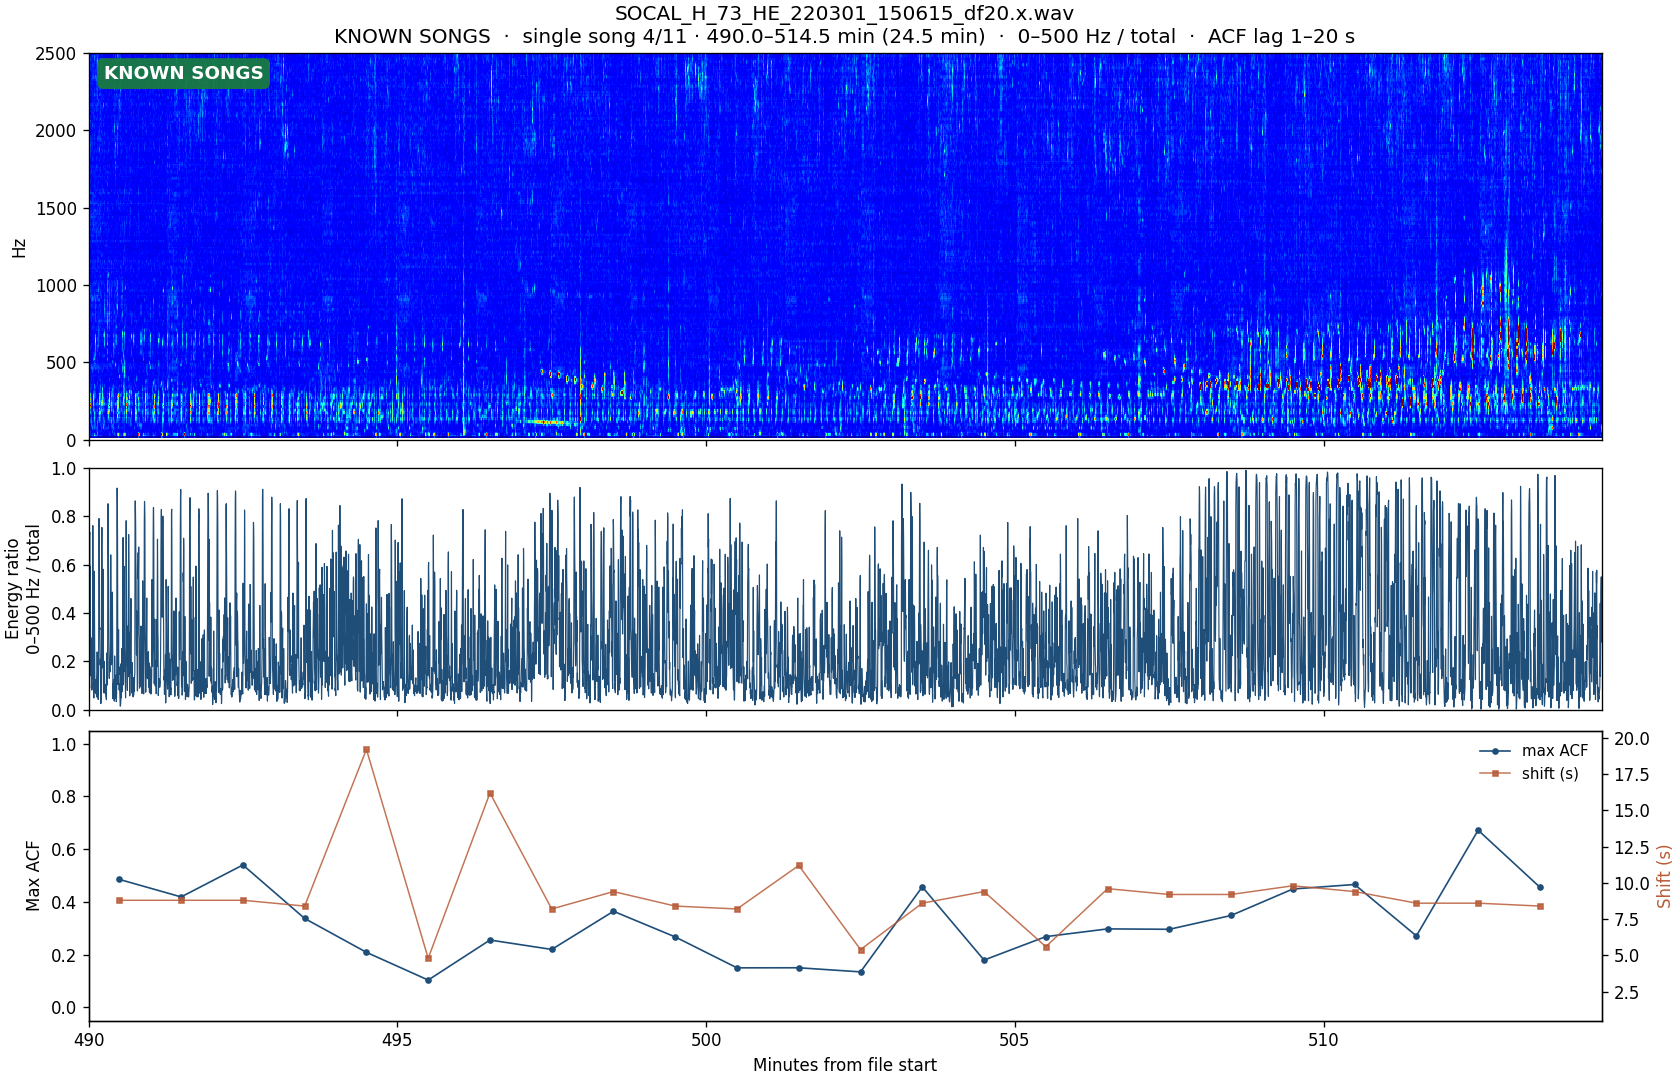 SOCAL_H_73_HE_220301_150615_df20.x.wav
KNOWN SONGS · single song 4/11 · 490.0–514.5 min (24.5 min) · 0–500 Hz / total · ACF lag 1–20 s
KNOWN SONGS
2500
2000
1500
1000
500
0
Hz
1.0
0.8
0.6
0.4
0.2
0.0
Energy ratio
0–500 Hz / total
max ACF
shift (s)
1.0
0.8
0.6
0.4
0.2
0.0
Max ACF
20.0
17.5
15.0
12.5
10.0
7.5
5.0
2.5
Shift (s)
490
495
500
505
510
Minutes from file start